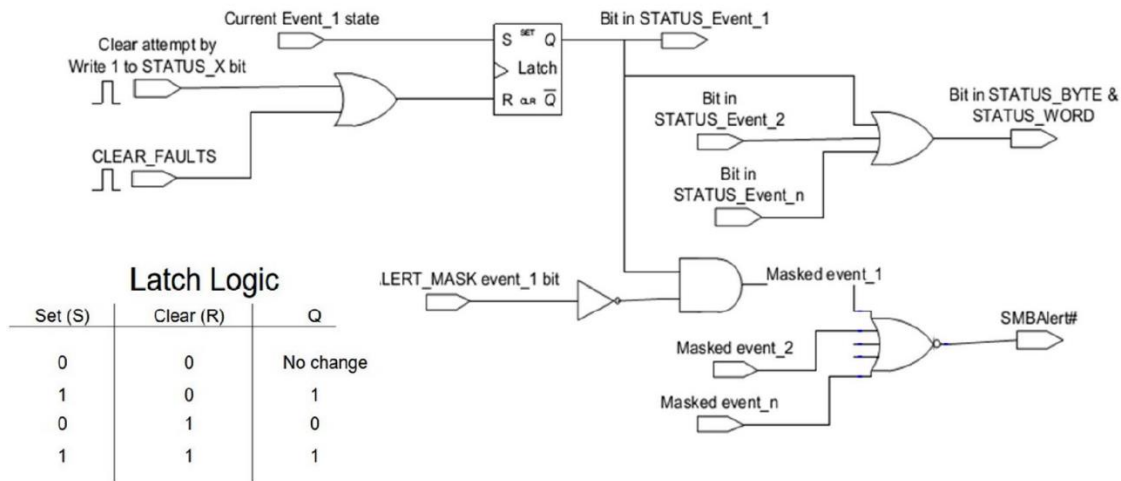 Current Event_1 state
Bit in STATUS_Event_1
Clear attempt by
Write 1 to STATUS_X bit
S SET Q
Latch
R CLR Q
CLEAR_FAULTS
Bit in
STATUS_Event_2
Bit in STATUS_BYTE &
STATUS_WORD
Bit in
STATUS_Event_n
Latch Logic
Set (S) Clear (R) Q
0 0 No change
1 0 1
0 1 0
1 1 1
.LERT_MASK event_1 bit
Masked event_1
Masked event_2
Masked event_n
SMBAlert#